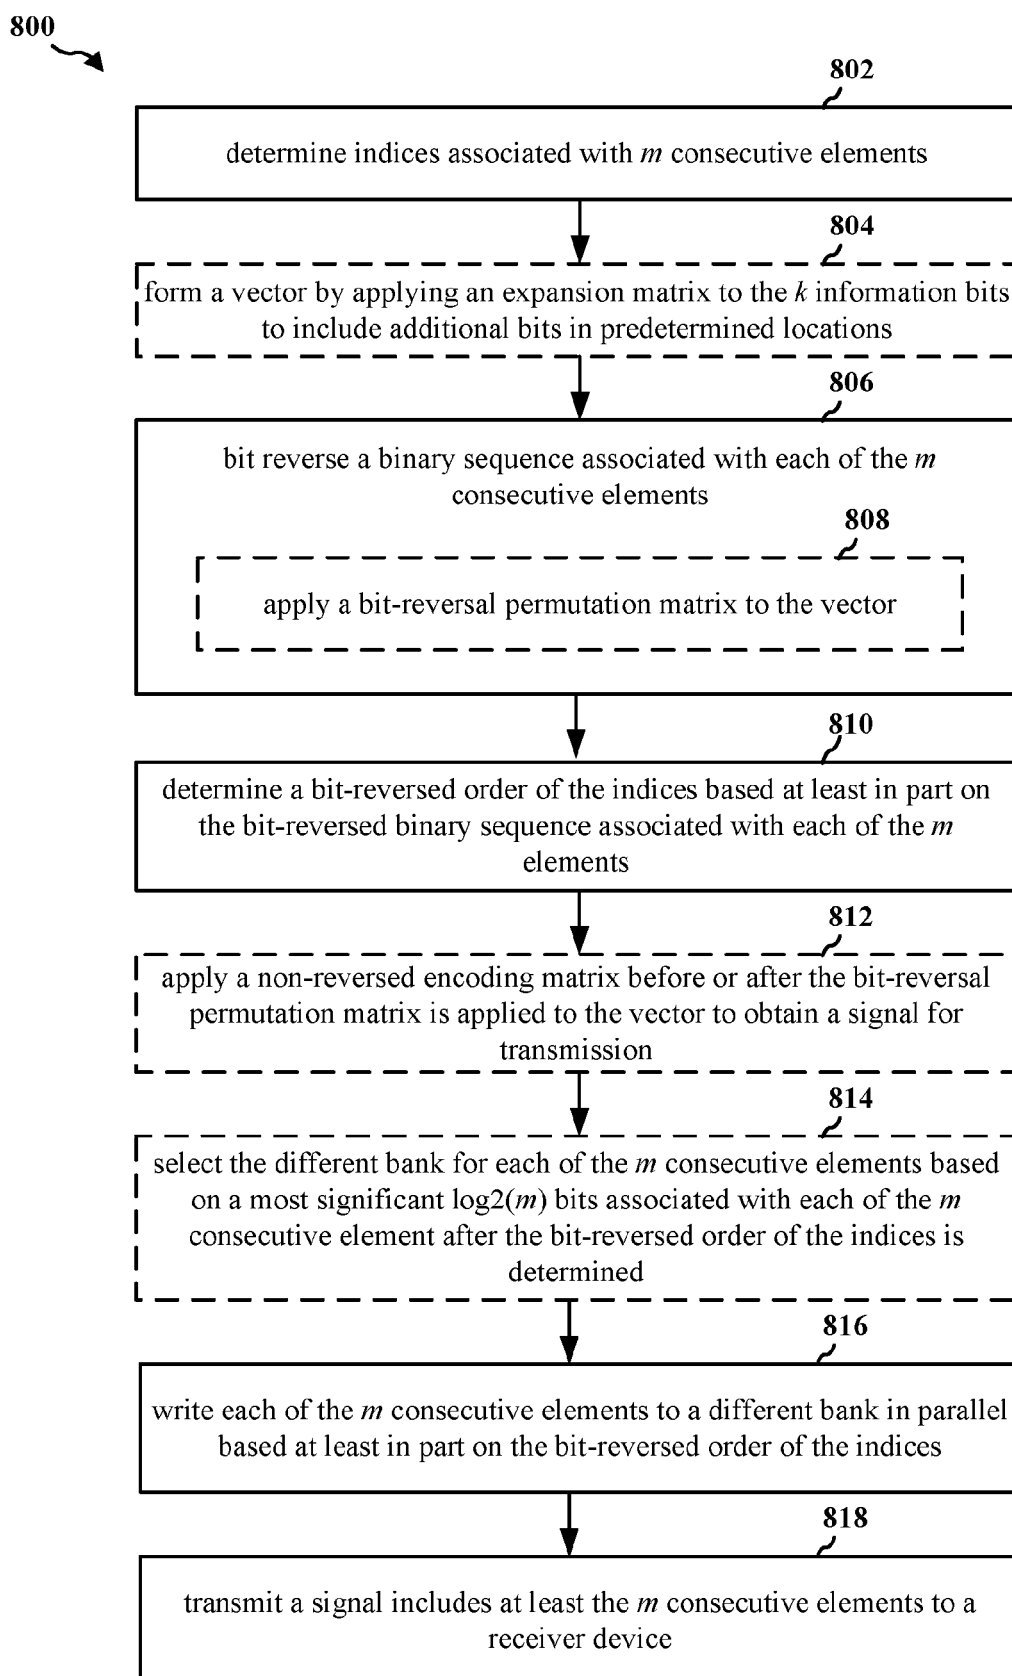 800
802
determine indices associated with m consecutive elements
804
form a vector by applying an expansion matrix to the k information bits
to include additional bits in predetermined locations
806
bit reverse a binary sequence associated with each of the m
consecutive elements
808
apply a bit-reversal permutation matrix to the vector
810
determine a bit-reversed order of the indices based at least in part on
the bit-reversed binary sequence associated with each of the m
elements
812
apply a non-reversed encoding matrix before or after the bit-reversal
permutation matrix is applied to the vector to obtain a signal for
transmission
814
select the different bank for each of the m consecutive elements based
on a most significant log2(m) bits associated with each of the m
consecutive element after the bit-reversed order of the indices is
determined
816
write each of the m consecutive elements to a different bank in parallel
based at least in part on the bit-reversed order of the indices
818
transmit a signal includes at least the m consecutive elements to a
receiver device